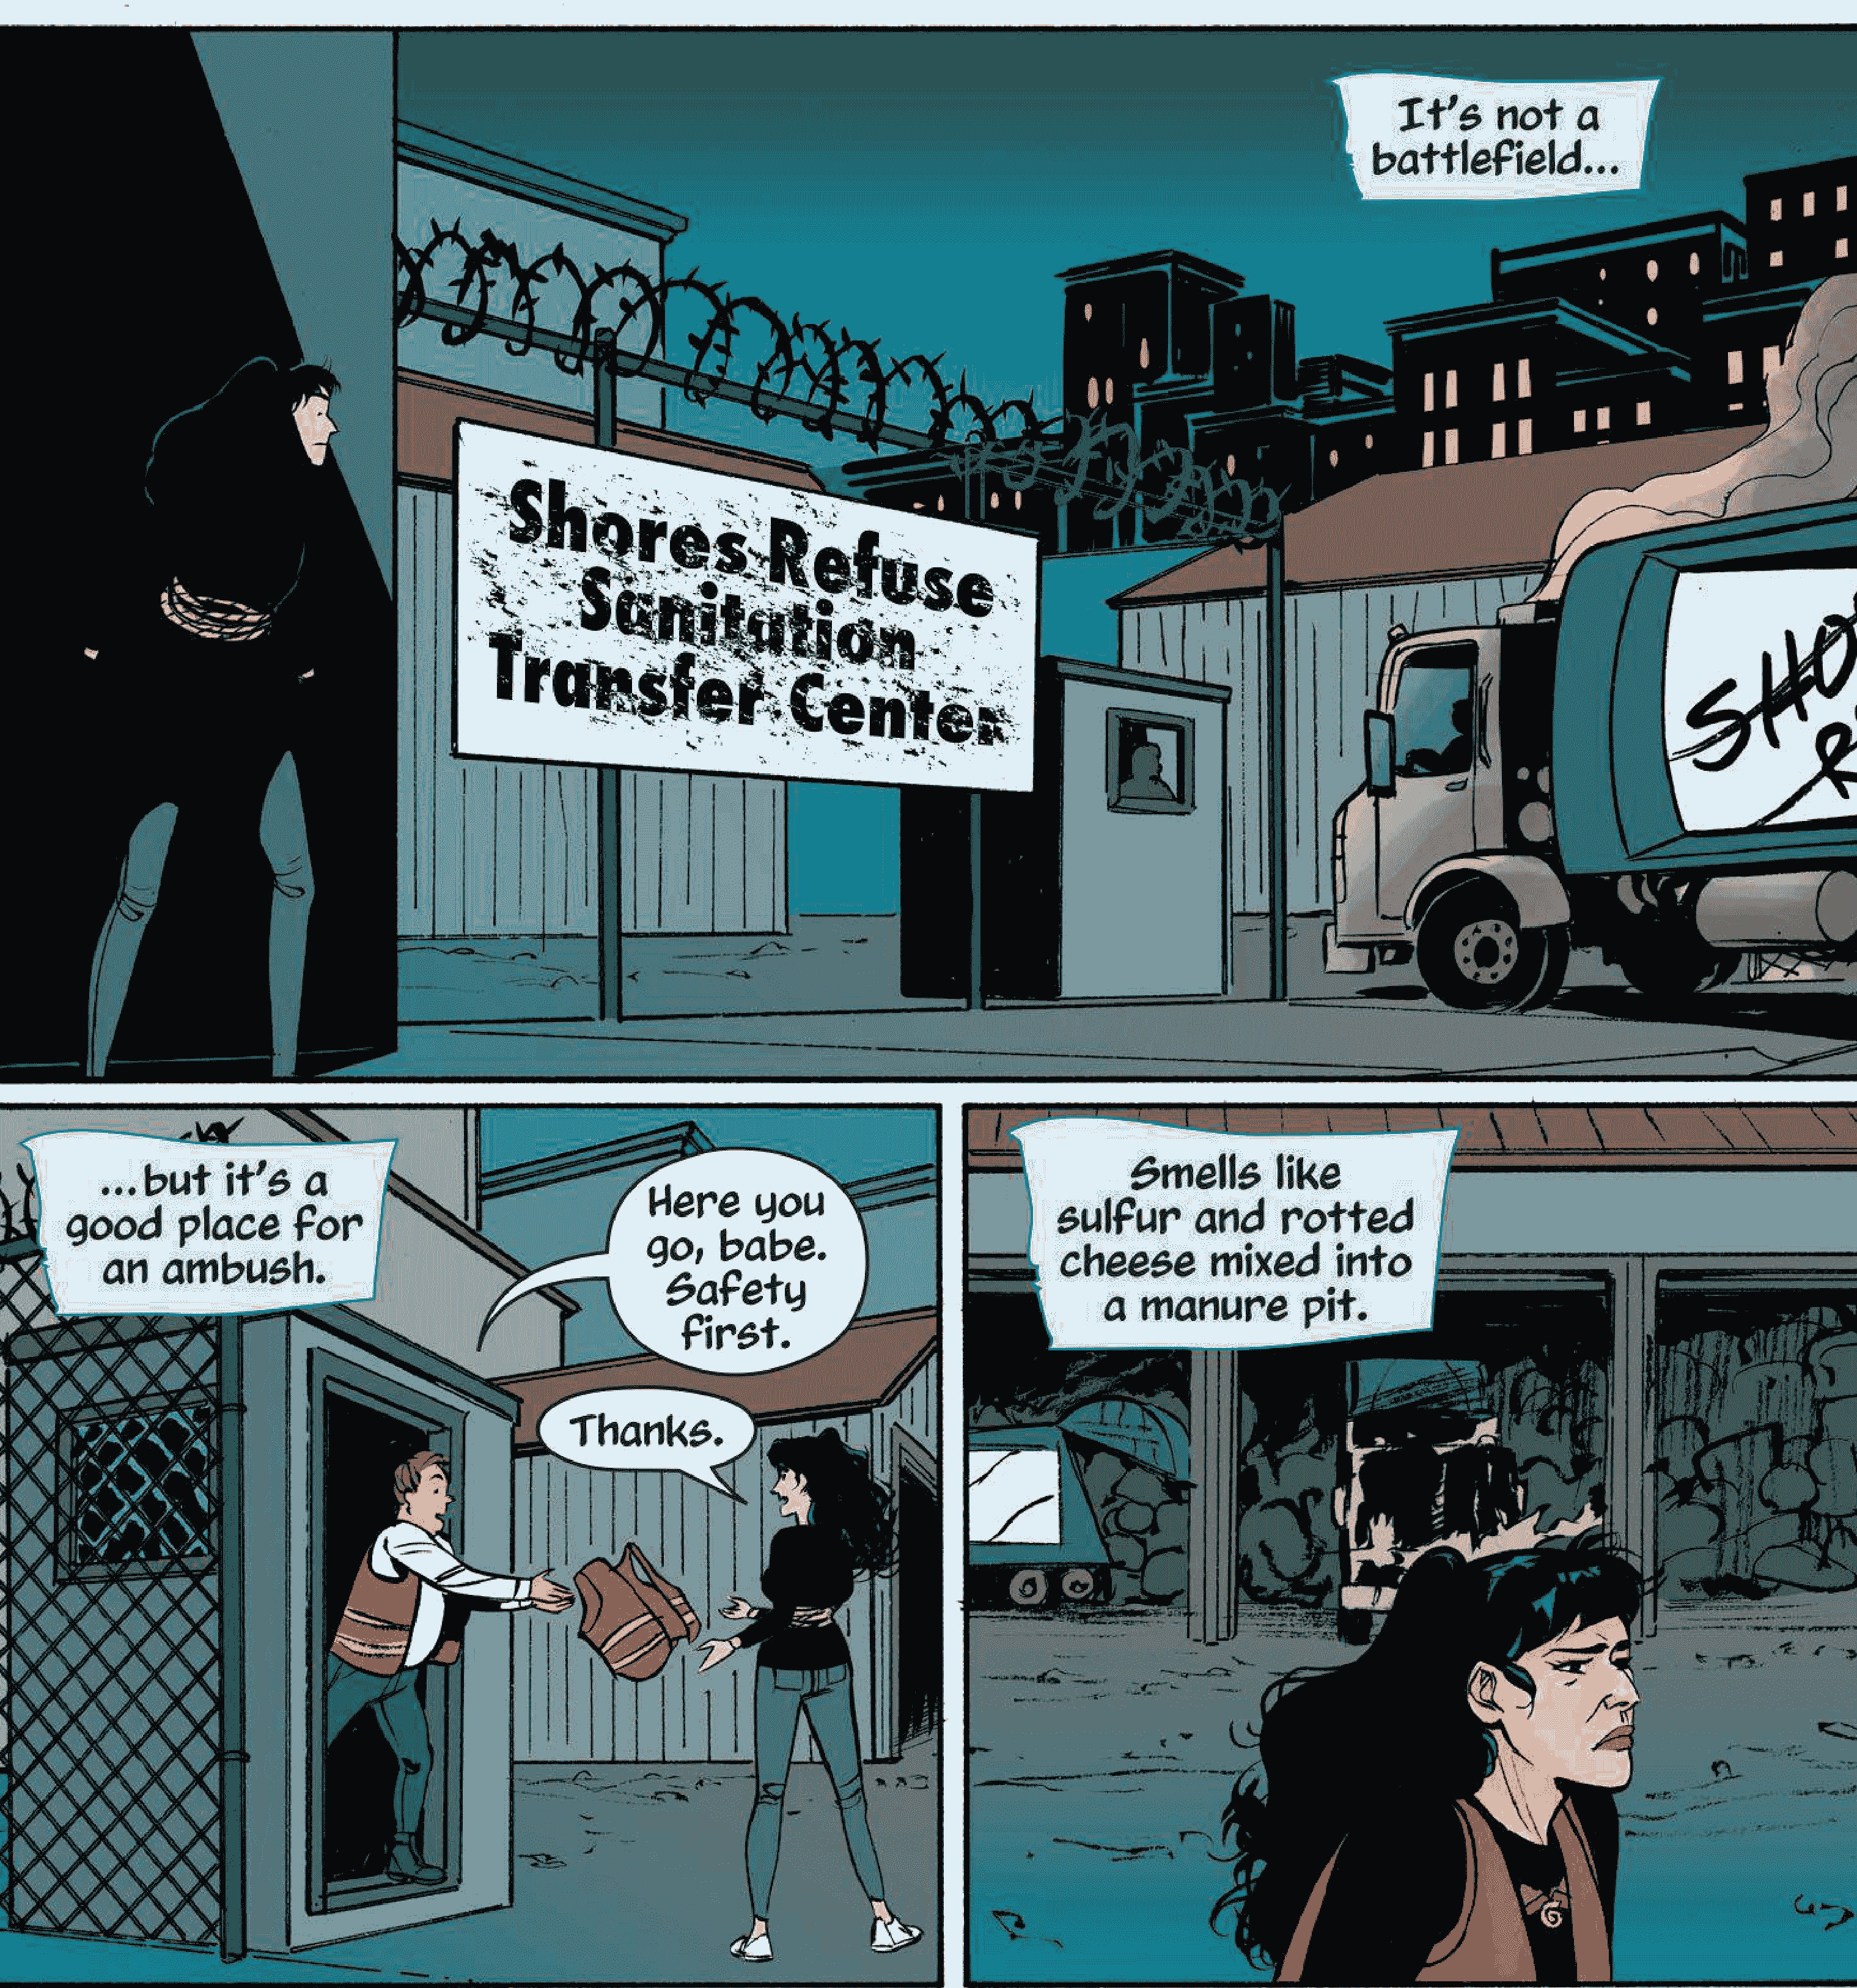 It's not a
battlefield...
Shores Refuse
Sanitation
Transfer Center
SHO
R
...but it's a
good place for
an ambush.
Here you
go, babe.
Safety
first.
Thanks.
Smells like
sulfur and rotted
cheese mixed into
a manure pit.